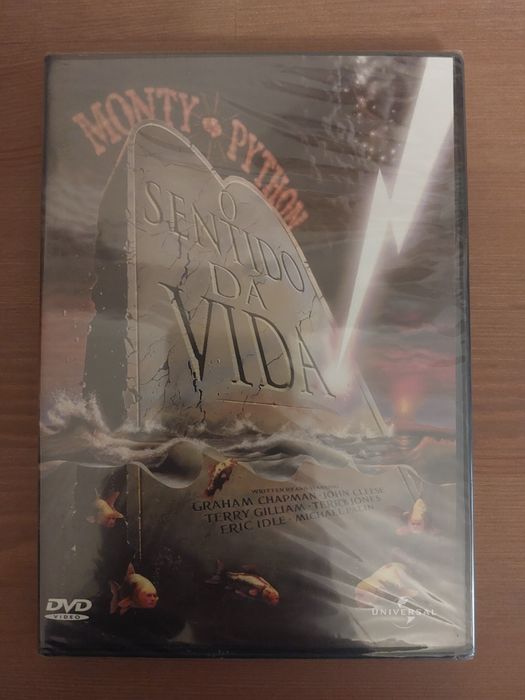 MONTY PYTHON
O
SENTIDO
DA
VIDA
WRITTEN BY AND STARRING
GRAHAM CHAPMAN · JOHN CLEESE
TERRY GILLIAM · TERRY JONES
ERIC IDLE · MICHAEL PALIN
DVD
VIDEO
UNIVERSAL